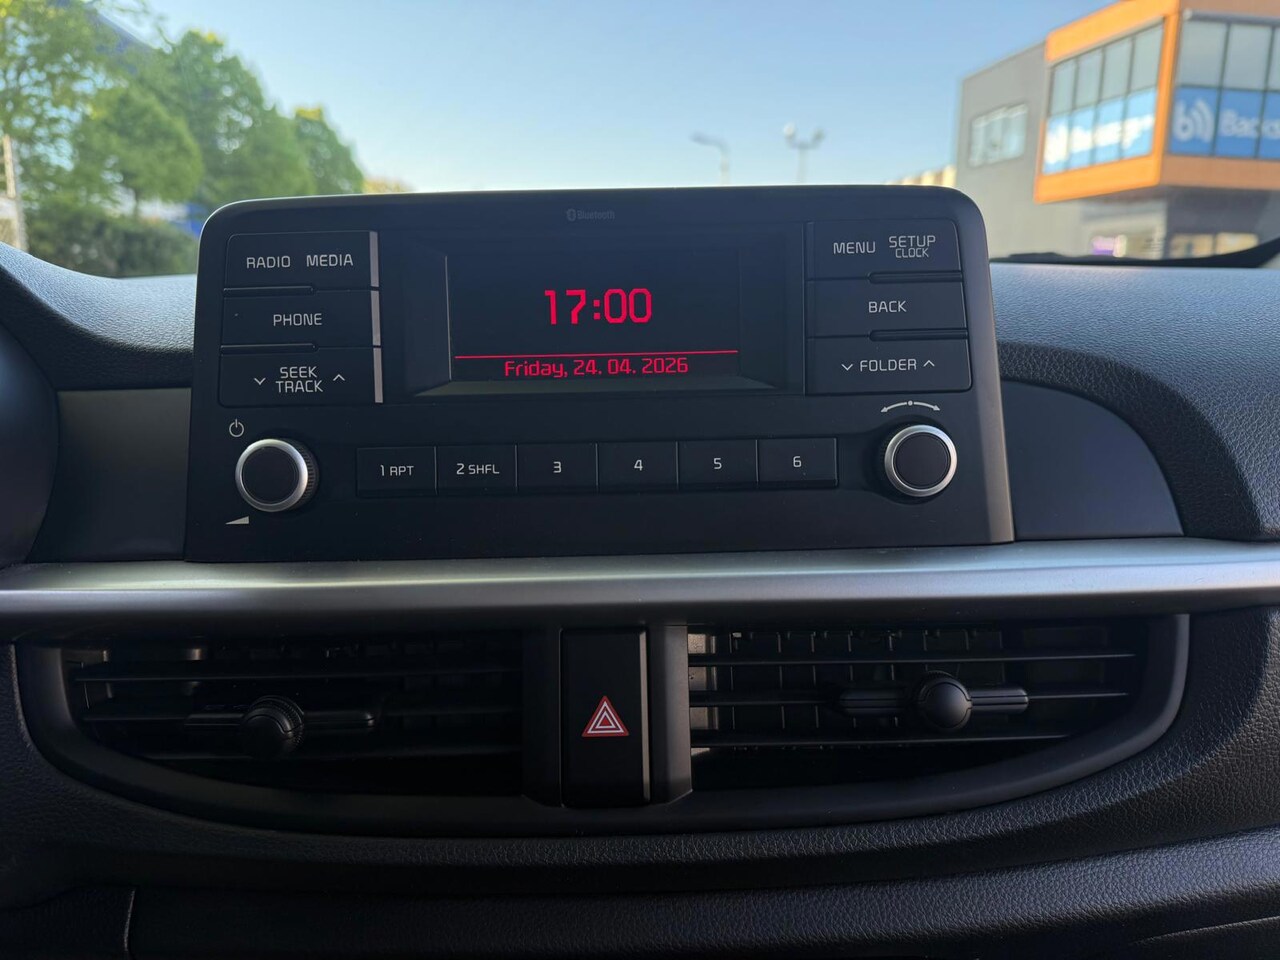 Bluetooth
RADIO MEDIA
PHONE
SEEK
TRACK
17:00
Friday, 24. 04. 2026
MENU SETUP
CLOCK
BACK
FOLDER
1 RPT
2 SHFL
3
4
5
6